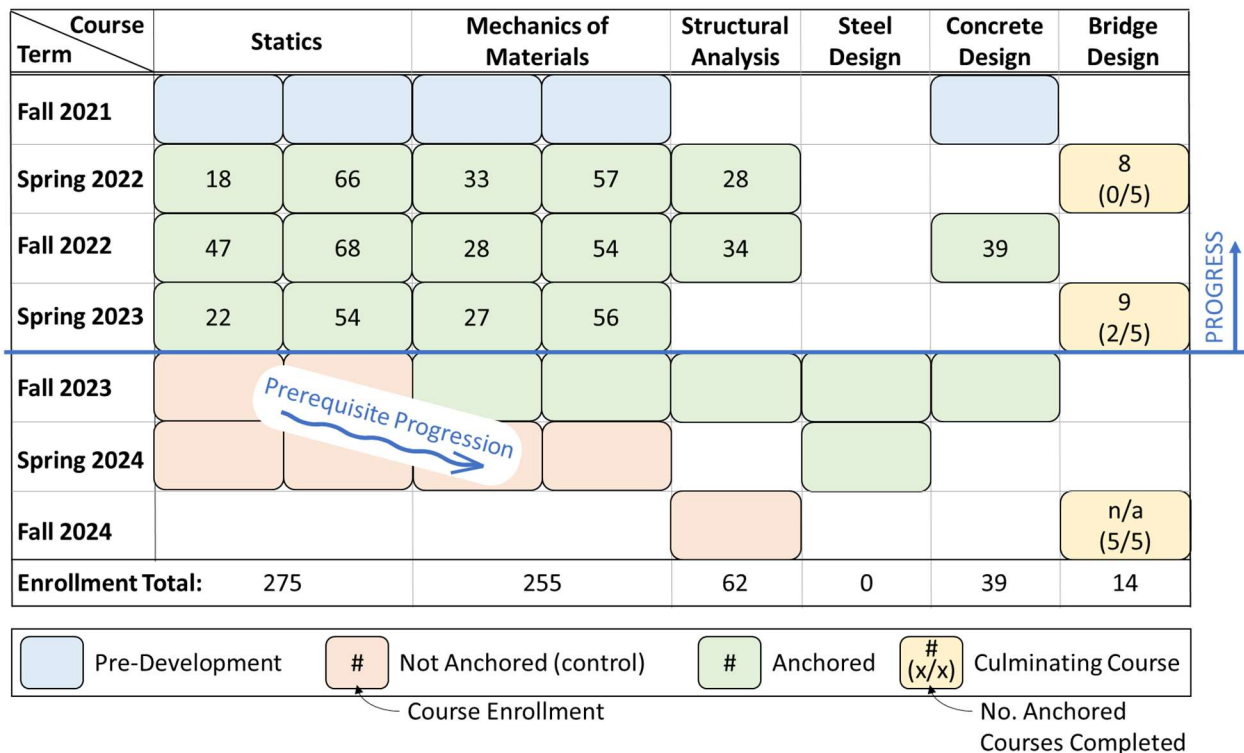 Course
Term
Statics
Mechanics of
Materials
Structural
Analysis
Steel
Design
Concrete
Design
Bridge
Design
Fall 2021
Spring 2022 18 66 33 57 28 8
(0/5)
Fall 2022 47 68 28 54 34 39
Spring 2023 22 54 27 56 9
(2/5)
PROGRESS
Fall 2023
Prerequisite Progression
Spring 2024
Fall 2024 n/a
(5/5)
Enrollment Total: 275 255 62 0 39 14
Pre-Development
# Not Anchored (control)
# Anchored
#
(x/x)
Culminating Course
Course Enrollment
No. Anchored
Courses Completed